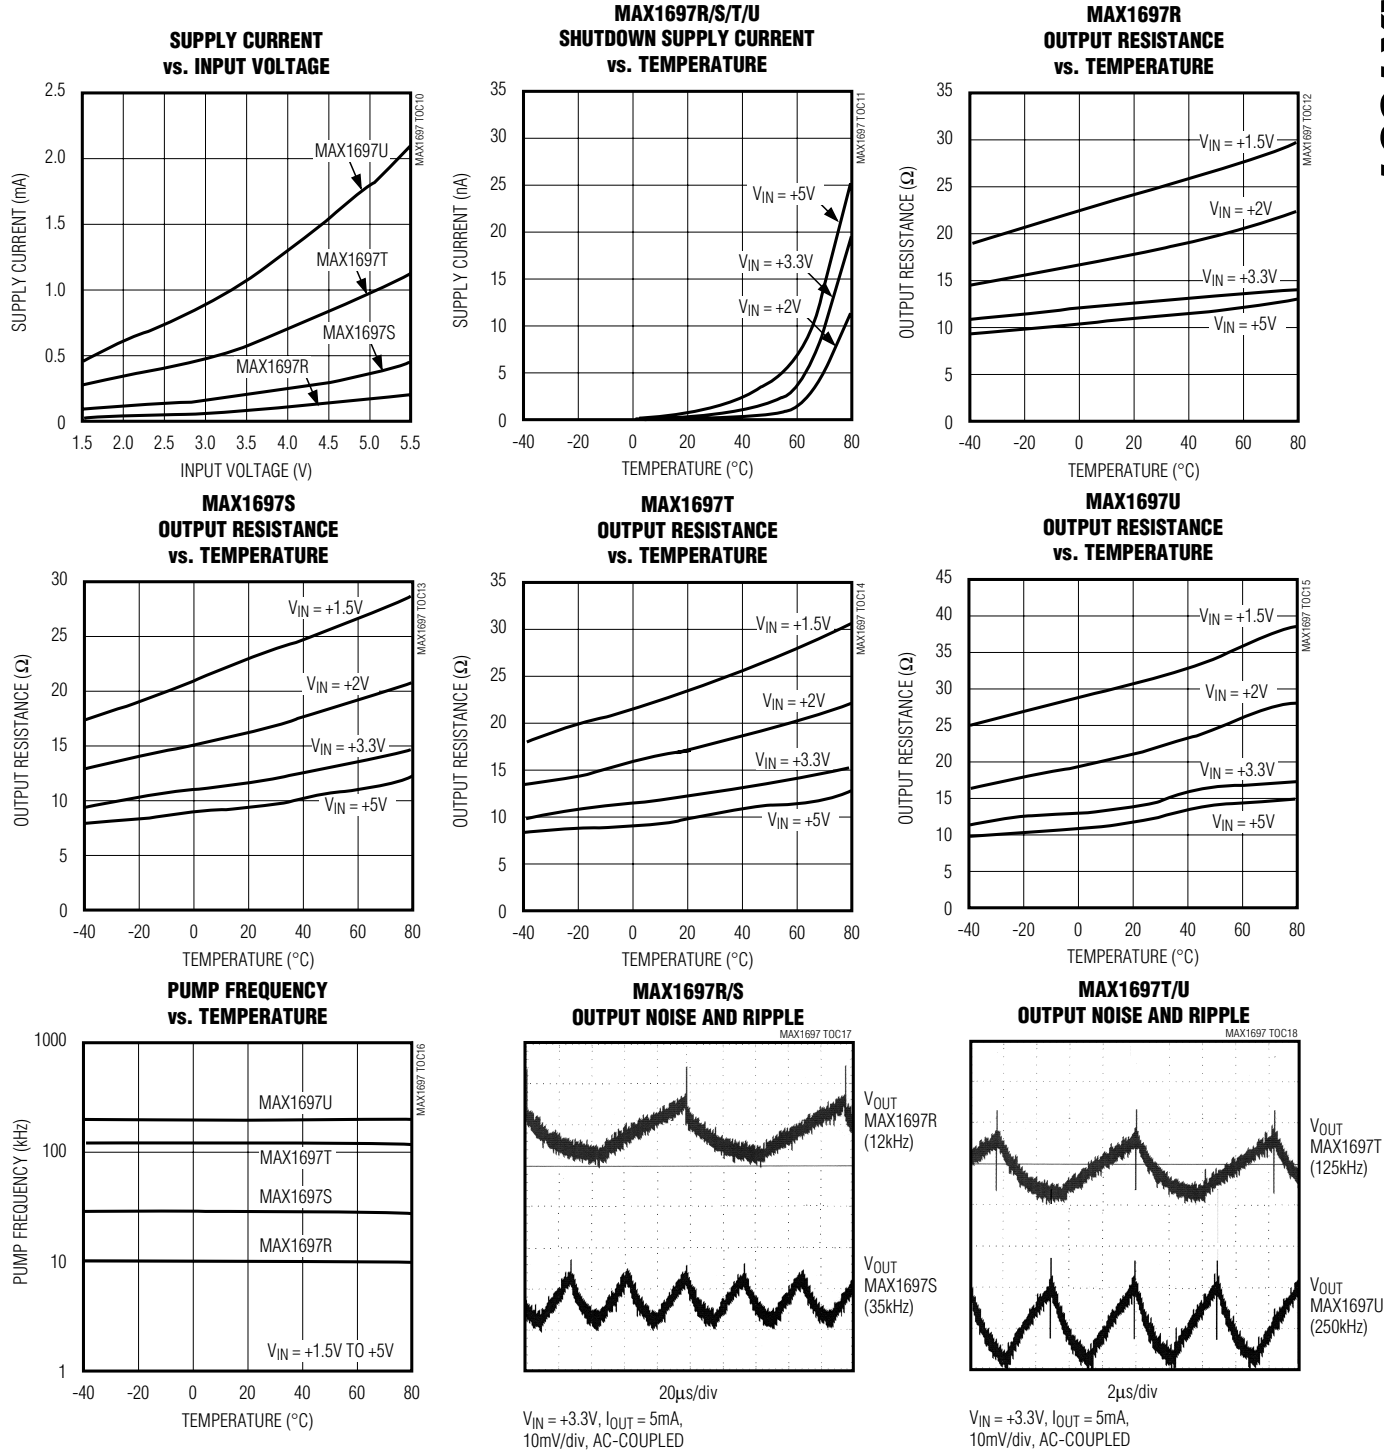 SUPPLY CURRENT
vs. INPUT VOLTAGE
MAX1697 TOC10
SUPPLY CURRENT (mA)
2.5
2.0
1.5
1.0
0.5
0
MAX1697U
MAX1697T
MAX1697S
MAX1697R
1.5 2.0 2.5 3.0 3.5 4.0 4.5 5.0 5.5
INPUT VOLTAGE (V)
MAX1697R/S/T/U
SHUTDOWN SUPPLY CURRENT
vs. TEMPERATURE
MAX1697 TOC11
SUPPLY CURRENT (nA)
35
30
25
20
15
10
5
0
VIN = +5V
VIN = +3.3V
VIN = +2V
-40 -20 0 20 40 60 80
TEMPERATURE (°C)
MAX1697R
OUTPUT RESISTANCE
vs. TEMPERATURE
MAX1697 TOC12
OUTPUT RESISTANCE (Ω)
35
30
25
20
15
10
5
0
VIN = +1.5V
VIN = +2V
VIN = +3.3V
VIN = +5V
-40 -20 0 20 40 60 80
TEMPERATURE (°C)
MAX1697S
OUTPUT RESISTANCE
vs. TEMPERATURE
MAX1697 TOC13
OUTPUT RESISTANCE (Ω)
30
25
20
15
10
5
0
VIN = +1.5V
VIN = +2V
VIN = +3.3V
VIN = +5V
-40 -20 0 20 40 60 80
TEMPERATURE (°C)
MAX1697T
OUTPUT RESISTANCE
vs. TEMPERATURE
MAX1697 TOC14
OUTPUT RESISTANCE (Ω)
35
30
25
20
15
10
5
0
VIN = +1.5V
VIN = +2V
VIN = +3.3V
VIN = +5V
-40 -20 0 20 40 60 80
TEMPERATURE (°C)
MAX1697U
OUTPUT RESISTANCE
vs. TEMPERATURE
MAX1697 TOC15
OUTPUT RESISTANCE (Ω)
45
40
35
30
25
20
15
10
5
0
VIN = +1.5V
VIN = +2V
VIN = +3.3V
VIN = +5V
-40 -20 0 20 40 60 80
TEMPERATURE (°C)
PUMP FREQUENCY
vs. TEMPERATURE
MAX1697 TOC16
PUMP FREQUENCY (kHz)
1000
100
10
1
MAX1697U
MAX1697T
MAX1697S
MAX1697R
VIN = +1.5V TO +5V
-40 -20 0 20 40 60 80
TEMPERATURE (°C)
MAX1697R/S
OUTPUT NOISE AND RIPPLE
MAX1697 TOC17
VOUT
MAX1697R
(12kHz)
VOUT
MAX1697S
(35kHz)
20µs/div
VIN = +3.3V, IOUT = 5mA,
10mV/div, AC-COUPLED
MAX1697T/U
OUTPUT NOISE AND RIPPLE
MAX1697 TOC18
VOUT
MAX1697T
(125kHz)
VOUT
MAX1697U
(250kHz)
2µs/div
VIN = +3.3V, IOUT = 5mA,
10mV/div, AC-COUPLED